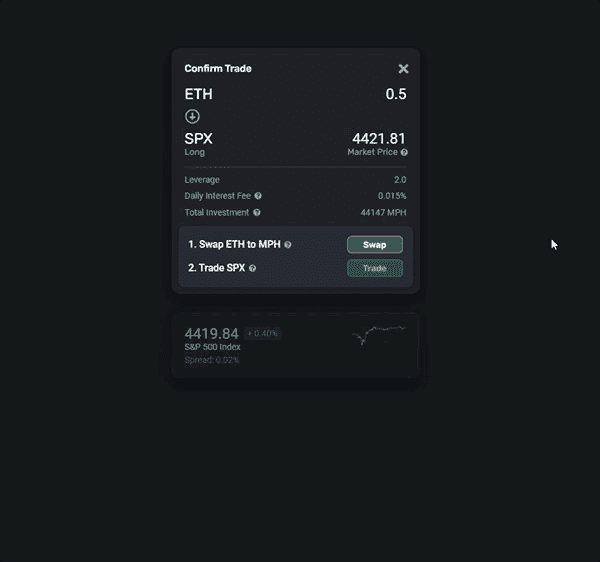 Confirm Trade
ETH 0.5
SPX 4421.81
Long Market Price
Leverage 2.0
Daily Interest Fee 0.015%
Total Investment 44147 MPH
1. Swap ETH to MPH Swap
2. Trade SPX Trade
4419.84 + 0.40%
S&P 500 Index
Spread: 0.02%